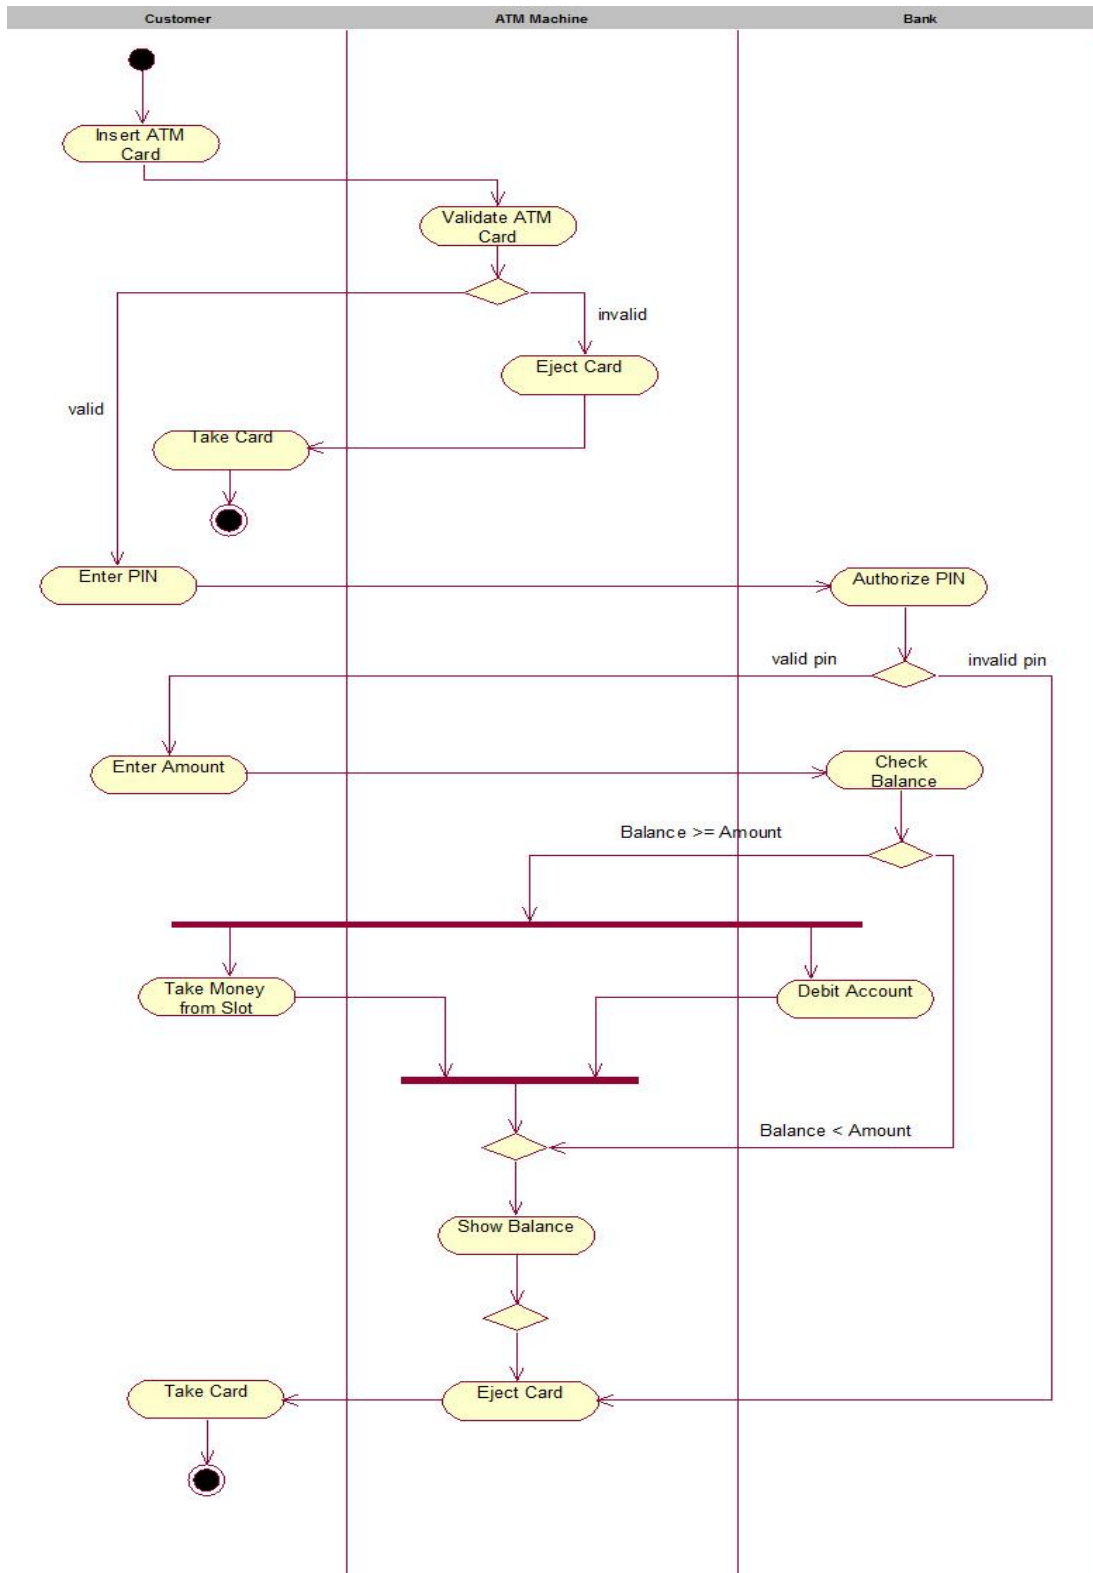 Customer
ATM Machine
Bank
Insert ATM
Card
Validate ATM
Card
invalid
Eject Card
valid
Take Card
Enter PIN
Authorize PIN
valid pin
invalid pin
Enter Amount
Check
Balance
Balance >= Amount
Take Money
from Slot
Debit Account
Balance < Amount
Show Balance
Take Card
Eject Card